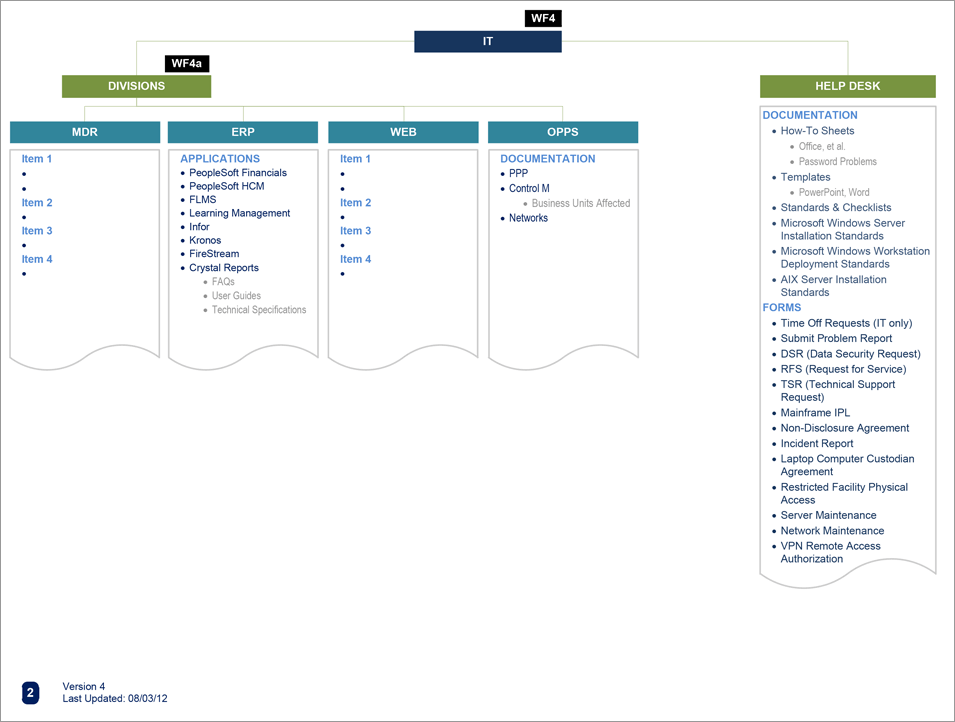 WF4
IT
WF4a
DIVISIONS
HELP DESK
MDR
ERP
WEB
OPPS
Item 1
•
•
Item 2
•
Item 3
•
Item 4
•
APPLICATIONS
• PeopleSoft Financials
• PeopleSoft HCM
• FLMS
• Learning Management
• Infor
• Kronos
• FireStream
• Crystal Reports
• FAQs
• User Guides
• Technical Specifications
Item 1
•
•
Item 2
•
Item 3
•
Item 4
•
DOCUMENTATION
• PPP
• Control M
• Business Units Affected
• Networks
DOCUMENTATION
• How-To Sheets
• Office, et al.
• Password Problems
• Templates
• PowerPoint, Word
• Standards & Checklists
• Microsoft Windows Server
Installation Standards
• Microsoft Windows Workstation
Deployment Standards
• AIX Server Installation
Standards
FORMS
• Time Off Requests (IT only)
• Submit Problem Report
• DSR (Data Security Request)
• RFS (Request for Service)
• TSR (Technical Support
Request)
• Mainframe IPL
• Non-Disclosure Agreement
• Incident Report
• Laptop Computer Custodian
Agreement
• Restricted Facility Physical
Access
• Server Maintenance
• Network Maintenance
• VPN Remote Access
Authorization
2
Version 4
Last Updated: 08/03/12